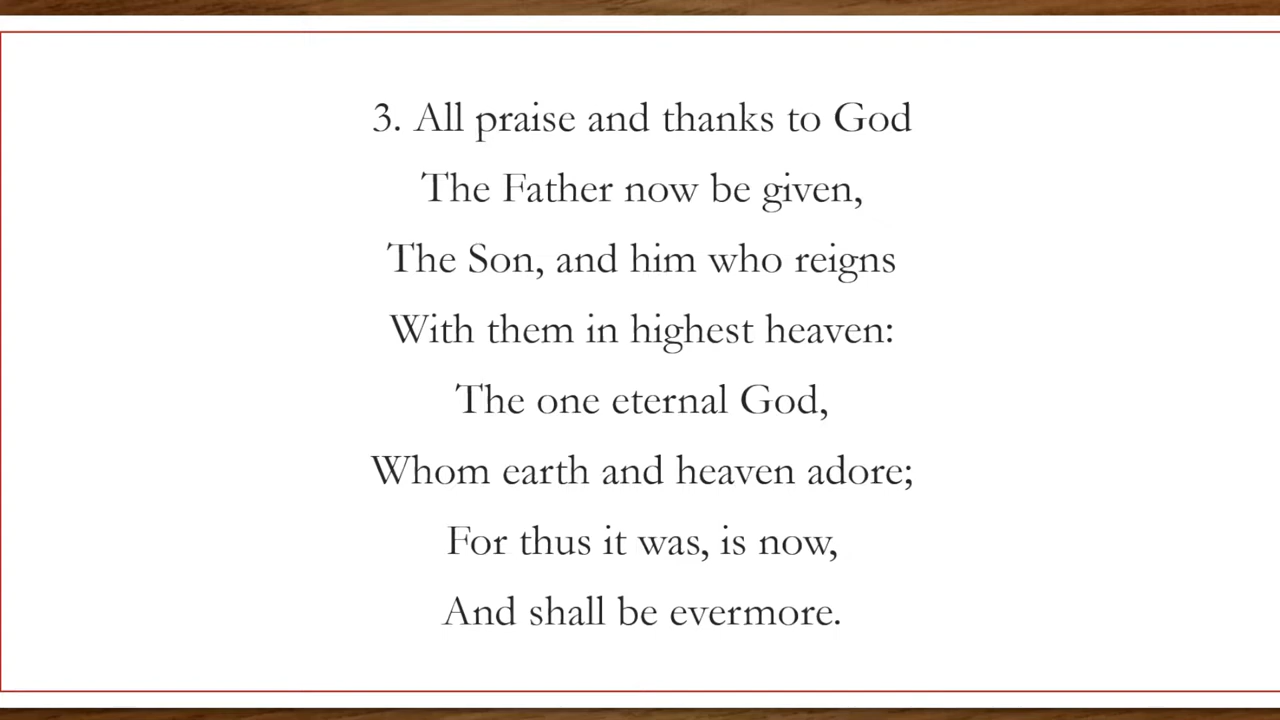 3. All praise and thanks to God
The Father now be given,
The Son, and him who reigns
With them in highest heaven:
The one eternal God,
Whom earth and heaven adore;
For thus it was, is now,
And shall be evermore.